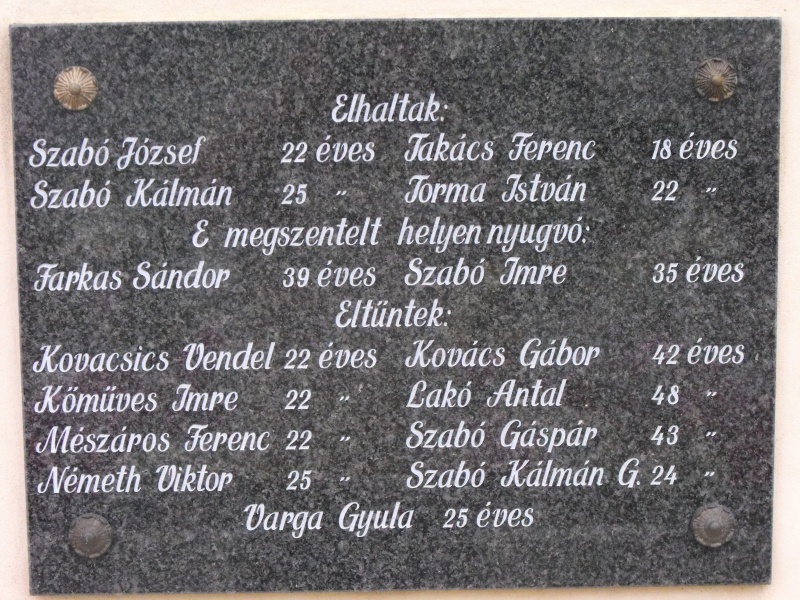 Elhaltak:
Szabó József 22 éves Takács Ferenc 18 éves
Szabó Kálmán 25 " Torma István 22 "
E megszentelt helyen nyugvó:
Farkas Sándor 39 éves Szabó Imre 35 éves
Eltűntek:
Kovacsics Vendel 22 éves Kovács Gábor 42 éves
Kőműves Imre 22 " Lakó Antal 48 "
Mészáros Ferenc 22 " Szabó Gáspár 43 "
Németh Viktor 25 " Szabó Kálmán G. 24 "
Varga Gyula 25 éves